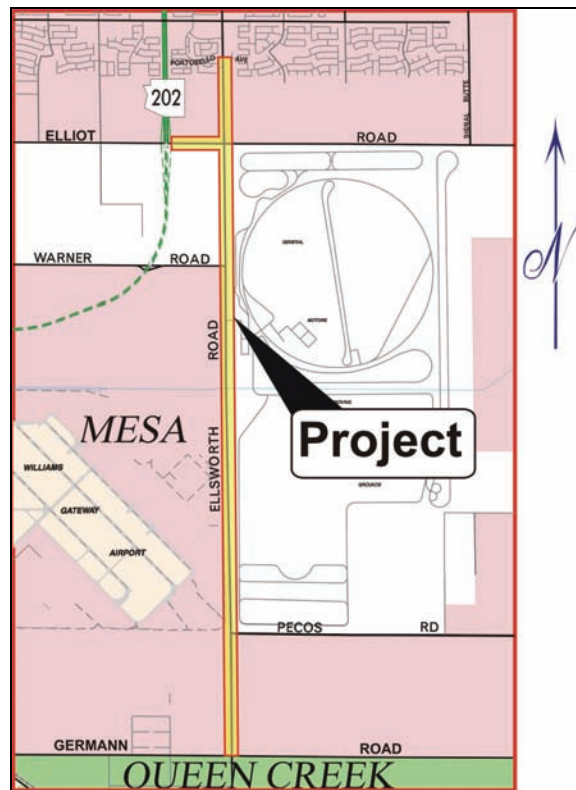 PORTOBELLO AVE
202
SIGNAL BUTTE
ELLIOT ROAD
WARNER ROAD
GENERAL
MOTORS
ROAD
MESA
Project
ELLSWORTH
GROUNDS
WILLIAMS
GATEWAY
AIRPORT
PECOS RD
GERMANN ROAD
QUEEN CREEK
N